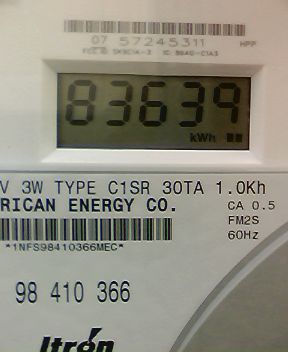 07 57245311 HPP
83639
kWh
V 3W TYPE C1SR 30TA 1.0Kh
RICAN ENERGY CO. CA 0.5
FM2S
60Hz
*1NFS98410366MEC*
98 410 366
Itron